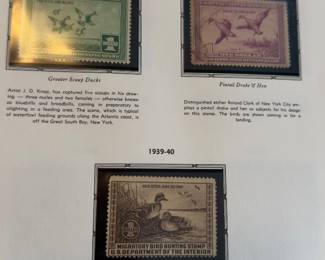 Greater Scaup Ducks
Artist J. D. Knap, has captured five scaups in his draw-
ing — three males and two females — otherwise known
as bluebills and broadbills, coming in preparatory to
alighting in a feeding area. The scene, which is typical
of waterfowl feeding grounds along the Atlantic coast, is
off the Great South Bay, New York.
Pintail Drake & Hen
Distinguished etcher Roland Clark of New York City em-
ploys a pintail drake and hen as subjects for his design
on this stamp. The birds are shown coming in for a
landing.
1939-40
MIGRATORY BIRD HUNTING STAMP
U. S. DEPARTMENT OF THE INTERIOR